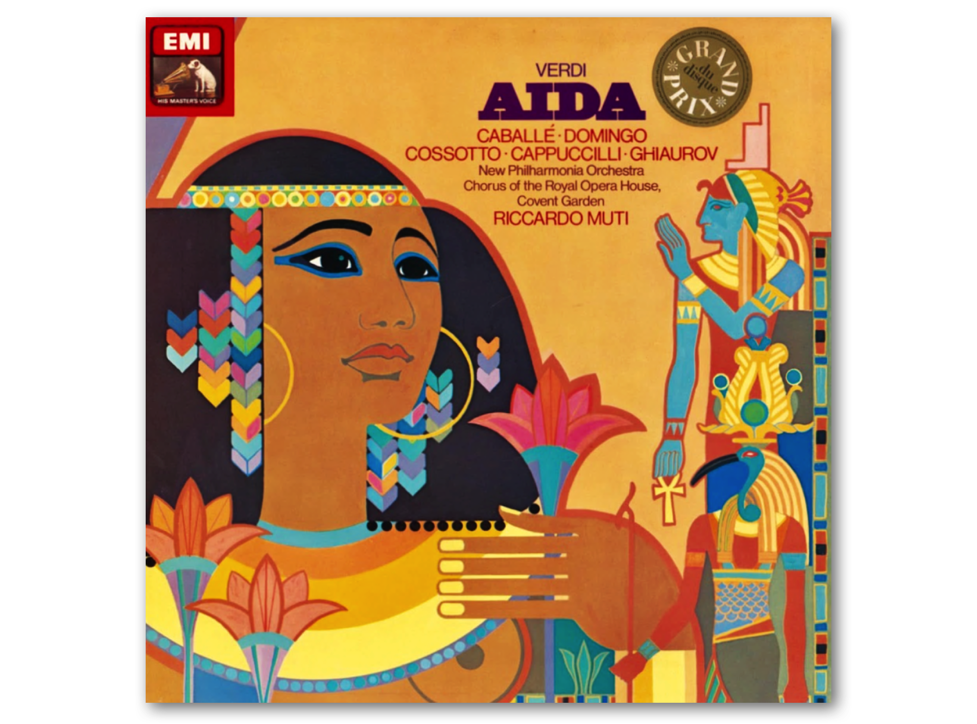 EMI
HIS MASTER'S VOICE
GRAND
du
disque
PRIX
VERDI
AIDA
CABALLÉ · DOMINGO
COSSOTTO · CAPPUCCILLI · GHIAUROV
New Philharmonia Orchestra
Chorus of the Royal Opera House,
Covent Garden
RICCARDO MUTI